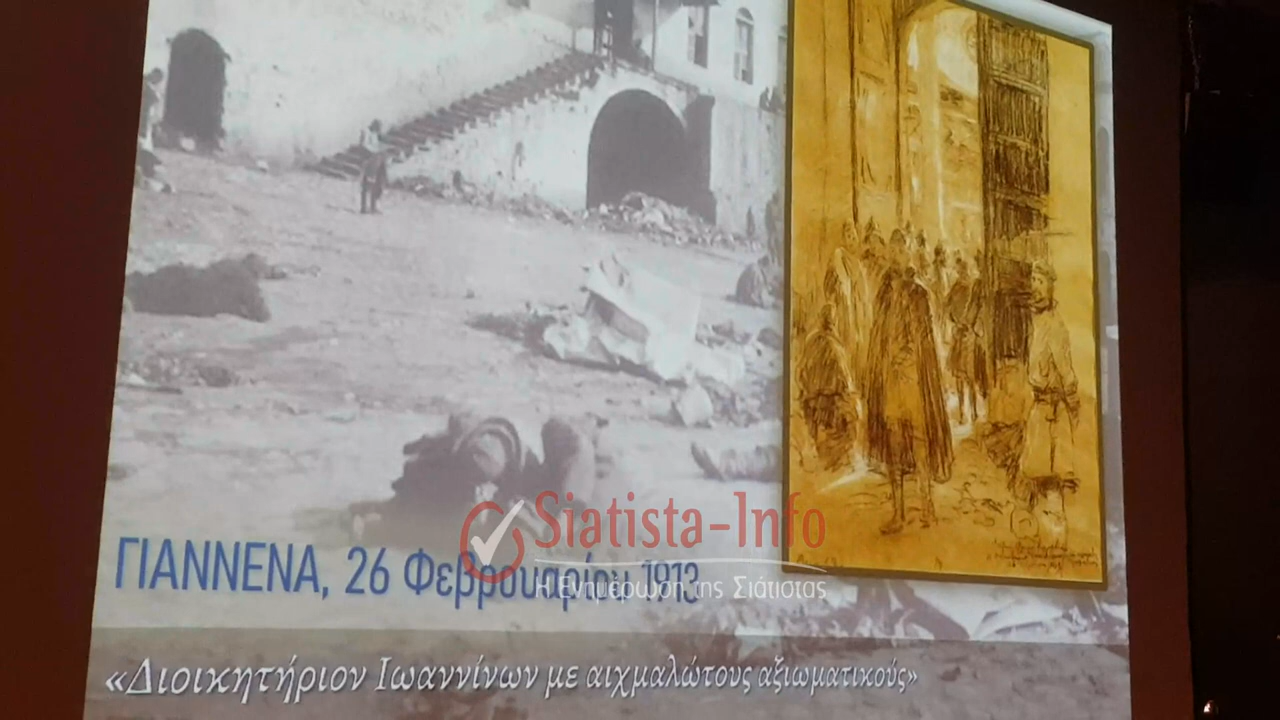 Siatista-Info
Η Ενημέρωση της Σιάτιστας
ΓΙΑΝΝΕΝΑ, 26 Φεβρουαρίου 1913
«Διοικητήριον Ιωαννίνων με αιχμαλώτους αξιωματικούς»